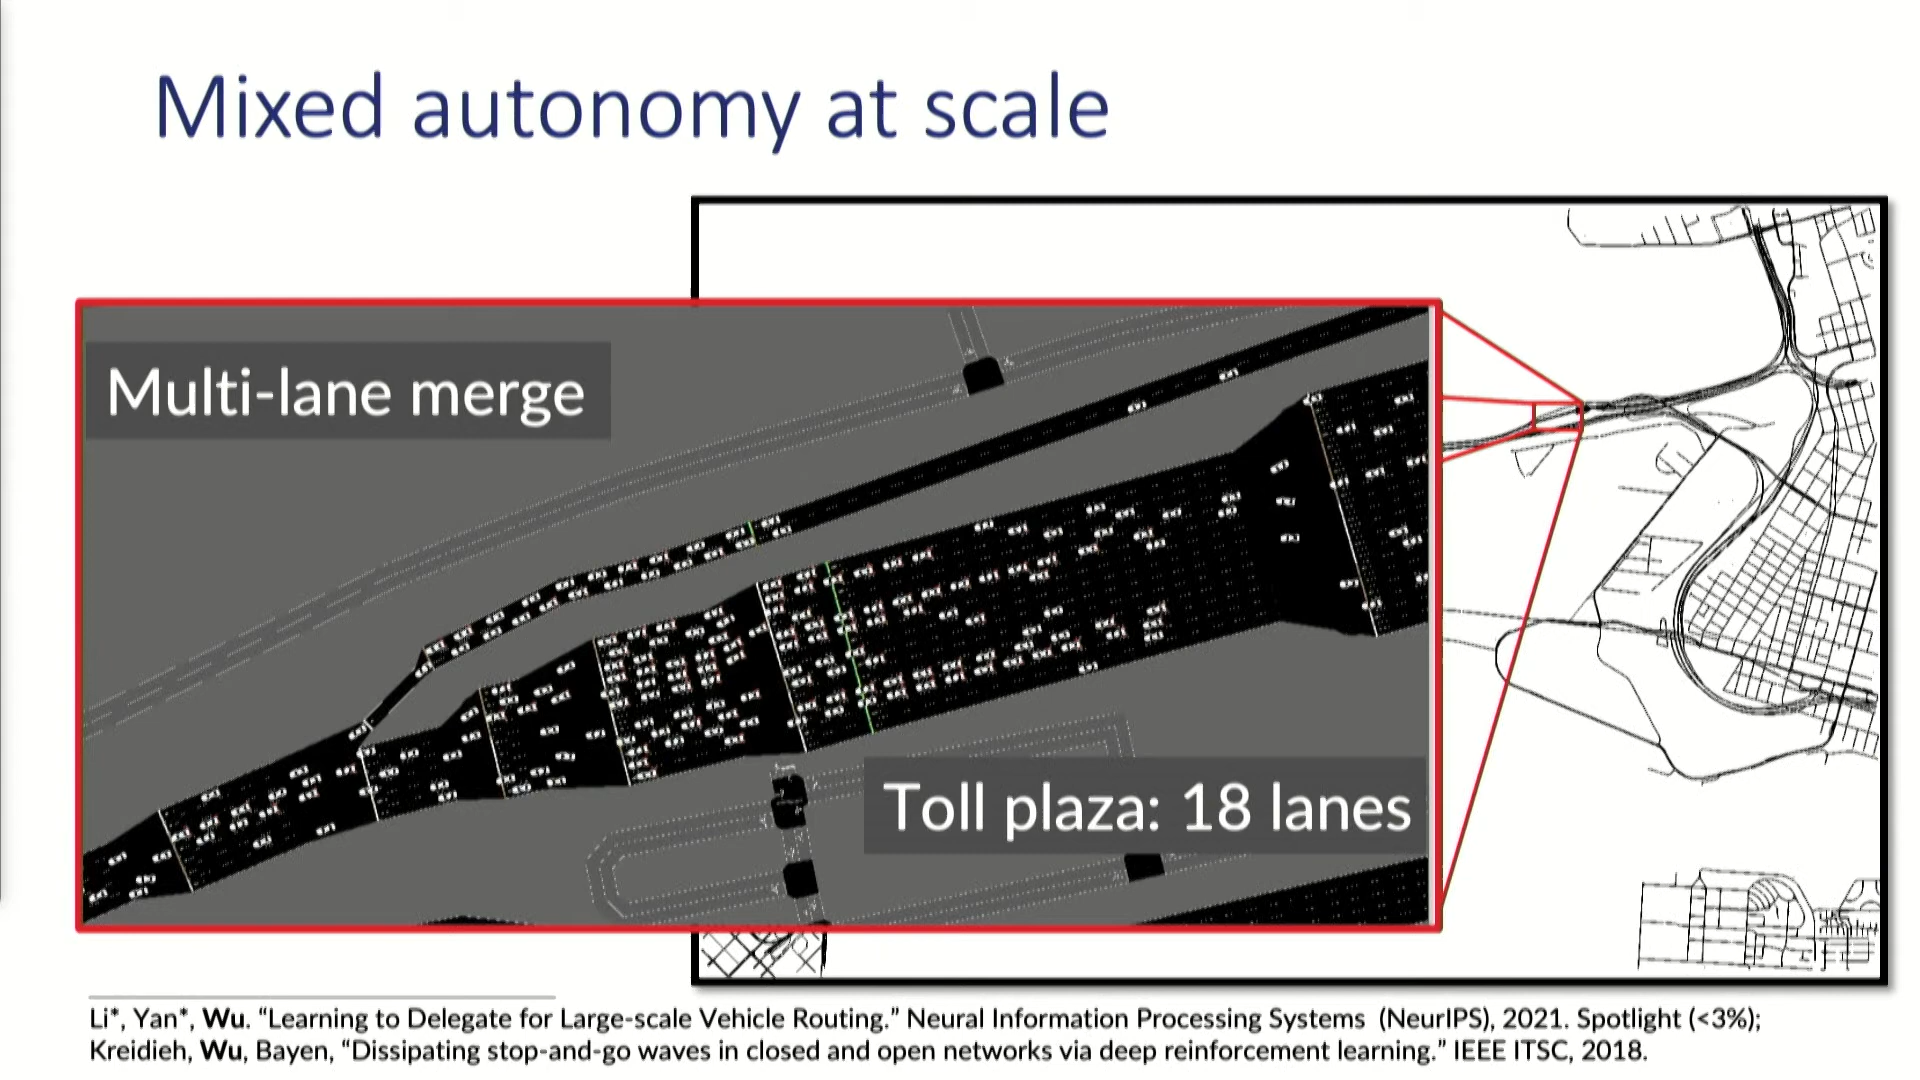 Mixed autonomy at scale
Multi-lane merge
Toll plaza: 18 lanes
Li*, Yan*, Wu. “Learning to Delegate for Large-scale Vehicle Routing.” Neural Information Processing Systems (NeurIPS), 2021. Spotlight (<3%);
Kreidieh, Wu, Bayen, “Dissipating stop-and-go waves in closed and open networks via deep reinforcement learning.” IEEE ITSC, 2018.